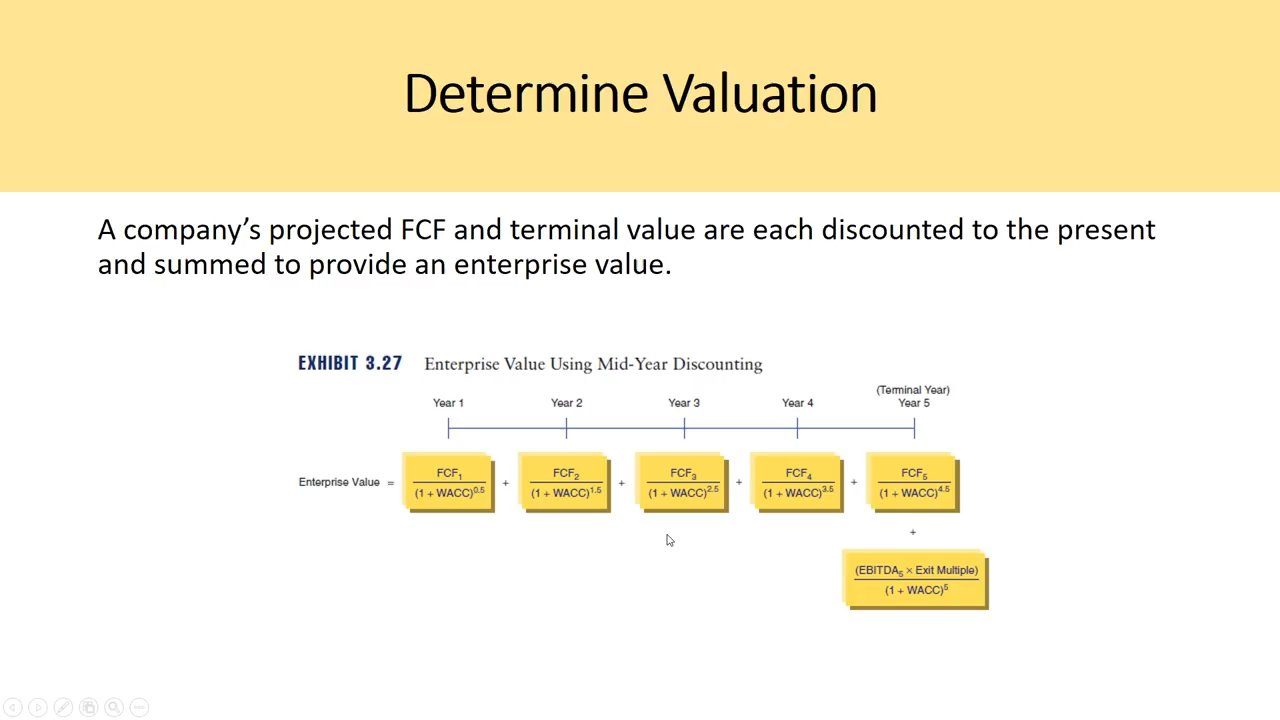 Determine Valuation
A company’s projected FCF and terminal value are each discounted to the present
and summed to provide an enterprise value.
EXHIBIT 3.27 Enterprise Value Using Mid-Year Discounting
(Terminal Year)
Year 1 Year 2 Year 3 Year 4 Year 5
FCF₁ FCF₂ FCF₃ FCF₄ FCF₅
Enterprise Value = + + + +
(1 + WACC)^0.5 (1 + WACC)^1.5 (1 + WACC)^2.5 (1 + WACC)^3.5 (1 + WACC)^4.5
+
(EBITDA₅ × Exit Multiple)
(1 + WACC)^5